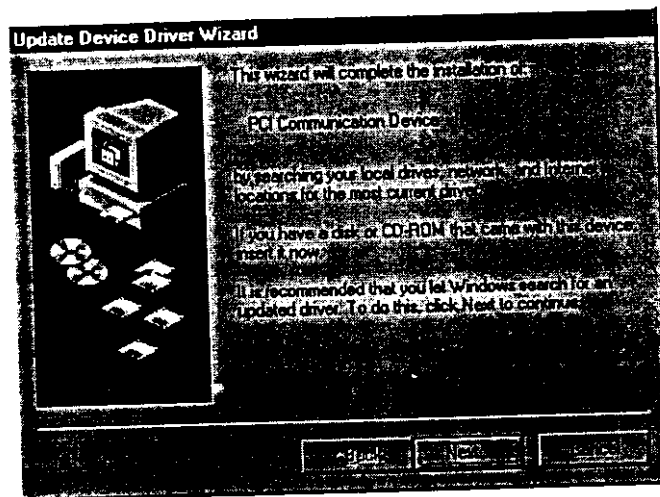 Update Device Driver Wizard
This wizard will complete the installation of:
PCI Communication Device
by searching your local drives, network, and Internet
locations for the most current driver.
If you have a disk or CD-ROM that came with this device,
insert it now.
It is recommended that you let Windows search for an
updated driver. To do this, click Next to continue.
< Back
Next >
Cancel